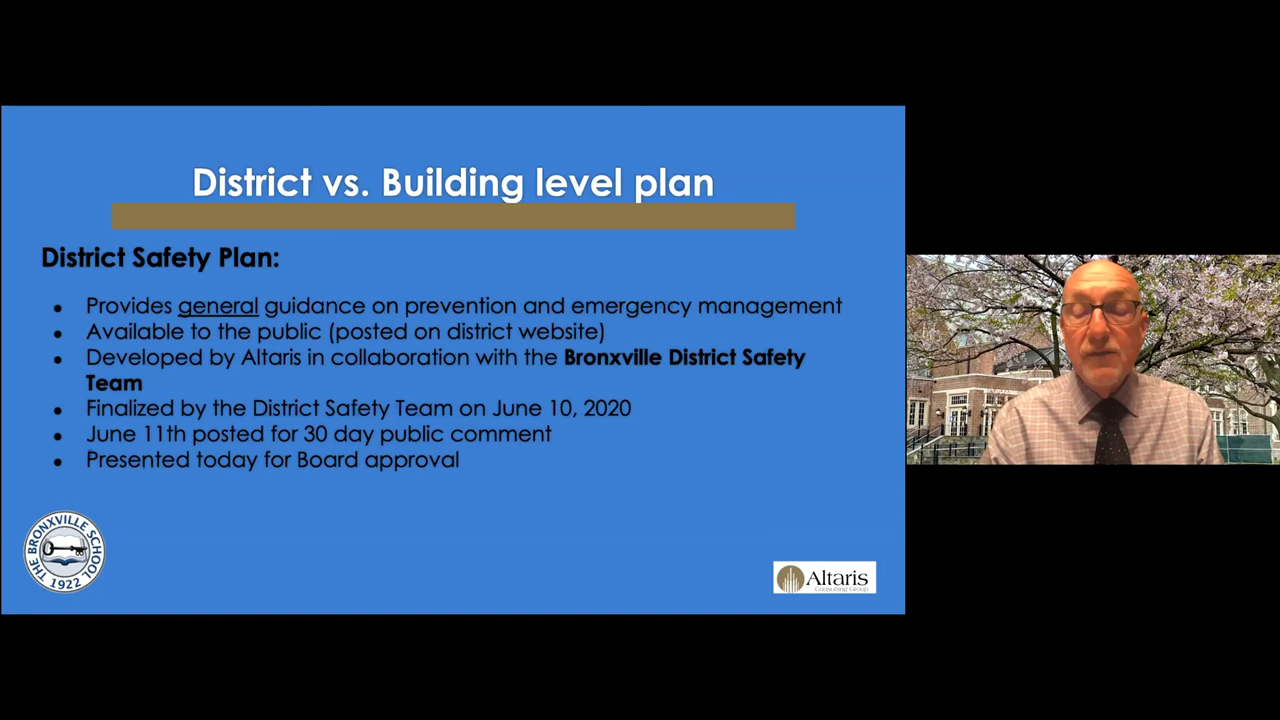 District vs. Building level plan
District Safety Plan:
● Provides general guidance on prevention and emergency management
● Available to the public (posted on district website)
● Developed by Altaris in collaboration with the Bronxville District Safety
Team
● Finalized by the District Safety Team on June 10, 2020
● June 11th posted for 30 day public comment
● Presented today for Board approval
THE BRONXVILLE SCHOOL
1922
Altaris
Consulting Group